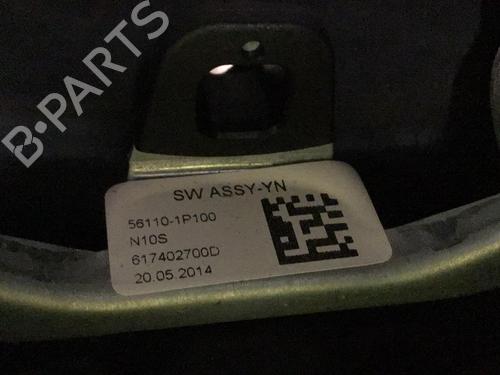 B·PARTS
SW ASSY-YN
56110-1P100
N10S
617402700D
20.05.2014